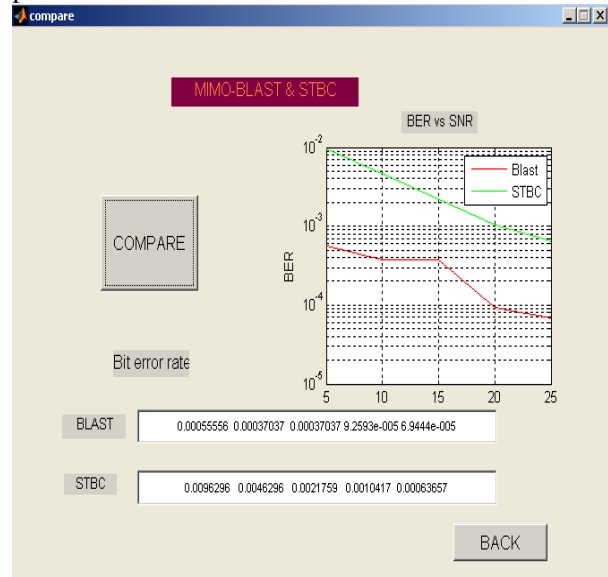 compare
MIMO-BLAST & STBC
BER vs SNR
Blast
STBC
10^-2
10^-3
10^-4
10^-5
BER
5 10 15 20 25
COMPARE
Bit error rate
BLAST 0.00055556 0.00037037 0.00037037 9.2593e-005 6.9444e-005
STBC 0.0096296 0.0046296 0.0021759 0.0010417 0.00063657
BACK